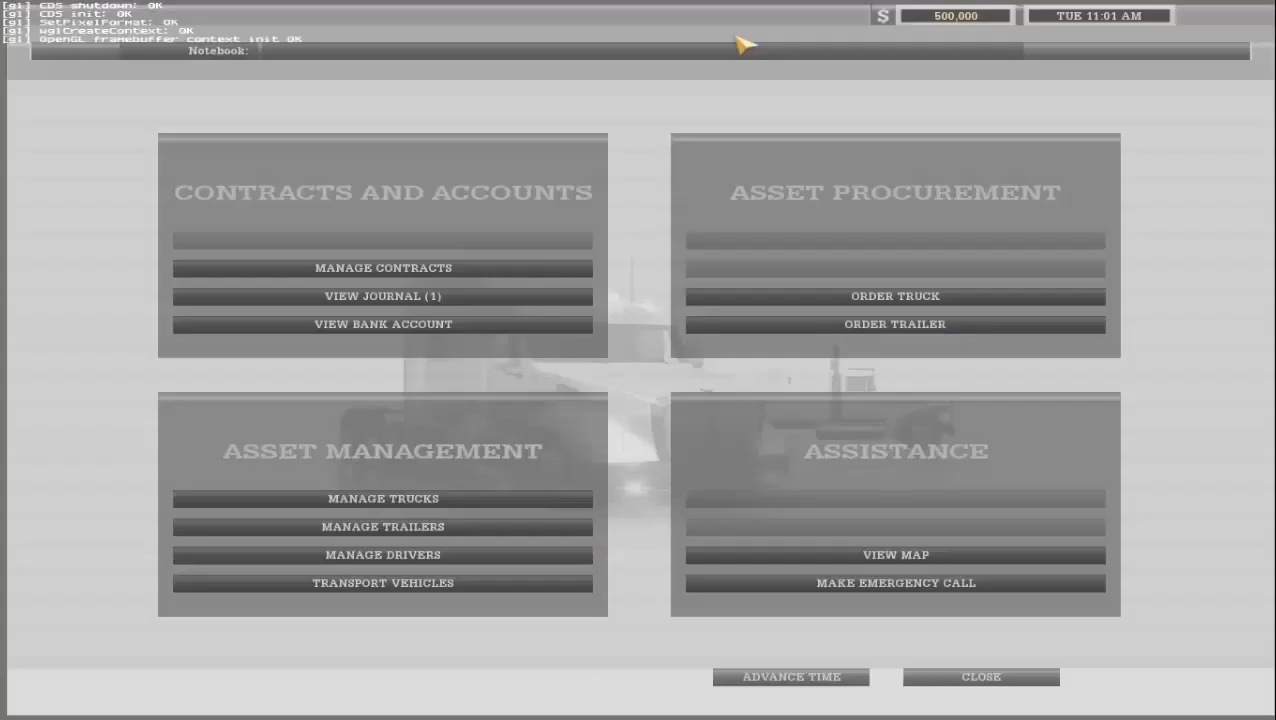 [gl] CDS shutdown: OK
[gl] CDS init: OK
[gl] SetPixelFormat: OK
[gl] wglCreateContext: OK
[gl] OpenGL framebuffer context init OK
$ 500,000 TUE 11:01 AM
Notebook:
CONTRACTS AND ACCOUNTS
MANAGE CONTRACTS
VIEW JOURNAL (1)
VIEW BANK ACCOUNT
ASSET PROCUREMENT
ORDER TRUCK
ORDER TRAILER
ASSET MANAGEMENT
MANAGE TRUCKS
MANAGE TRAILERS
MANAGE DRIVERS
TRANSPORT VEHICLES
ASSISTANCE
VIEW MAP
MAKE EMERGENCY CALL
ADVANCE TIME
CLOSE